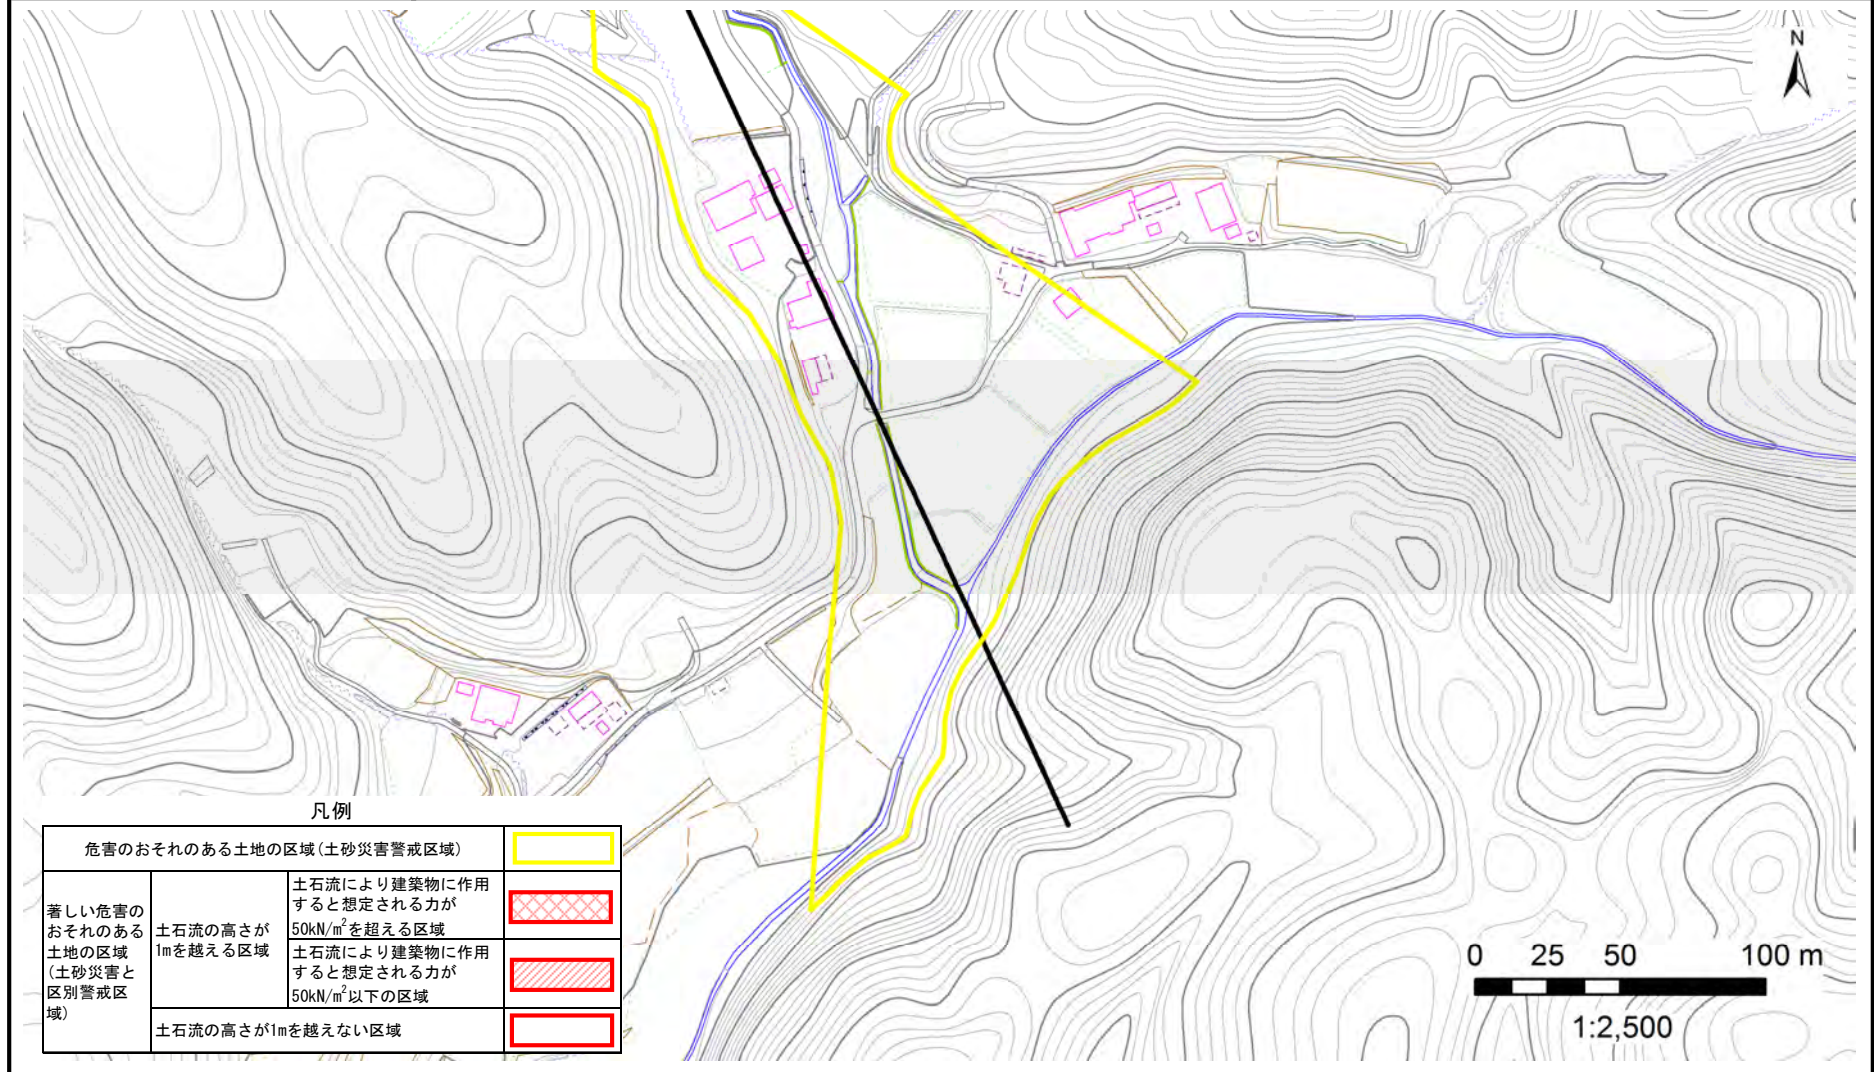 N
凡例
危害のおそれのある土地の区域(土砂災害警戒区域)
著しい危害の
おそれのある
土地の区域
(土砂災害と
区別警戒区
域)
土石流の高さが
1mを越える区域
土石流により建築物に作用
すると想定される力が
50kN/m²を超える区域
土石流により建築物に作用
すると想定される力が
50kN/m²以下の区域
土石流の高さが1mを越えない区域
0 25 50 100 m
1:2,500